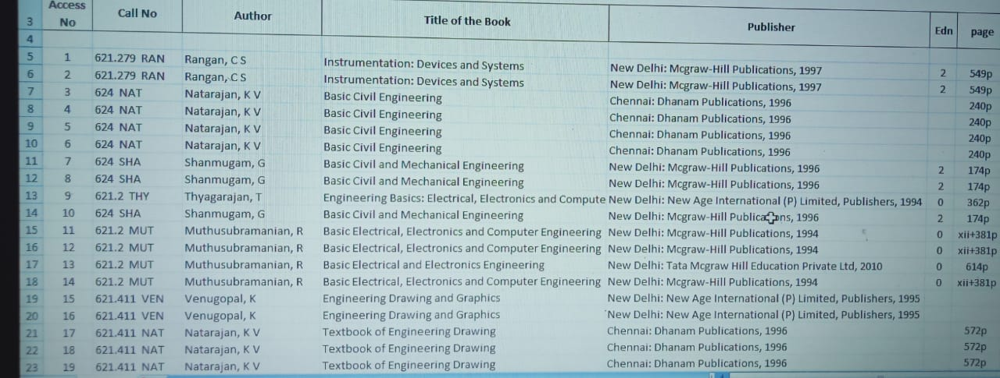 3 Access No Call No Author Title of the Book Publisher Edn page
4
5 1 621.279 RAN Rangan, C S Instrumentation: Devices and Systems New Delhi: Mcgraw-Hill Publications, 1997 2 549p
6 2 621.279 RAN Rangan, C S Instrumentation: Devices and Systems New Delhi: Mcgraw-Hill Publications, 1997 2 549p
7 3 624 NAT Natarajan, K V Basic Civil Engineering Chennai: Dhanam Publications, 1996 240p
8 4 624 NAT Natarajan, K V Basic Civil Engineering Chennai: Dhanam Publications, 1996 240p
9 5 624 NAT Natarajan, K V Basic Civil Engineering Chennai: Dhanam Publications, 1996 240p
10 6 624 NAT Natarajan, K V Basic Civil Engineering Chennai: Dhanam Publications, 1996 240p
11 7 624 SHA Shanmugam, G Basic Civil and Mechanical Engineering New Delhi: Mcgraw-Hill Publications, 1996 2 174p
12 8 624 SHA Shanmugam, G Basic Civil and Mechanical Engineering New Delhi: Mcgraw-Hill Publications, 1996 2 174p
13 9 621.2 THY Thyagarajan, T Engineering Basics: Electrical, Electronics and Compute New Delhi: New Age International (P) Limited, Publishers, 1994 0 362p
14 10 624 SHA Shanmugam, G Basic Civil and Mechanical Engineering New Delhi: Mcgraw-Hill Publications, 1996 2 174p
15 11 621.2 MUT Muthusubramanian, R Basic Electrical, Electronics and Computer Engineering New Delhi: Mcgraw-Hill Publications, 1994 0 xii+381p
16 12 621.2 MUT Muthusubramanian, R Basic Electrical, Electronics and Computer Engineering New Delhi: Mcgraw-Hill Publications, 1994 0 xii+381p
17 13 621.2 MUT Muthusubramanian, R Basic Electrical and Electronics Engineering New Delhi: Tata Mcgraw Hill Education Private Ltd, 2010 0 614p
18 14 621.2 MUT Muthusubramanian, R Basic Electrical, Electronics and Computer Engineering New Delhi: Mcgraw-Hill Publications, 1994 0 xii+381p
19 15 621.411 VEN Venugopal, K Engineering Drawing and Graphics New Delhi: New Age International (P) Limited, Publishers, 1995
20 16 621.411 VEN Venugopal, K Engineering Drawing and Graphics New Delhi: New Age International (P) Limited, Publishers, 1995
21 17 621.411 NAT Natarajan, K V Textbook of Engineering Drawing Chennai: Dhanam Publications, 1996 572p
22 18 621.411 NAT Natarajan, K V Textbook of Engineering Drawing Chennai: Dhanam Publications, 1996 572p
23 19 621.411 NAT Natarajan, K V Textbook of Engineering Drawing Chennai: Dhanam Publications, 1996 572p